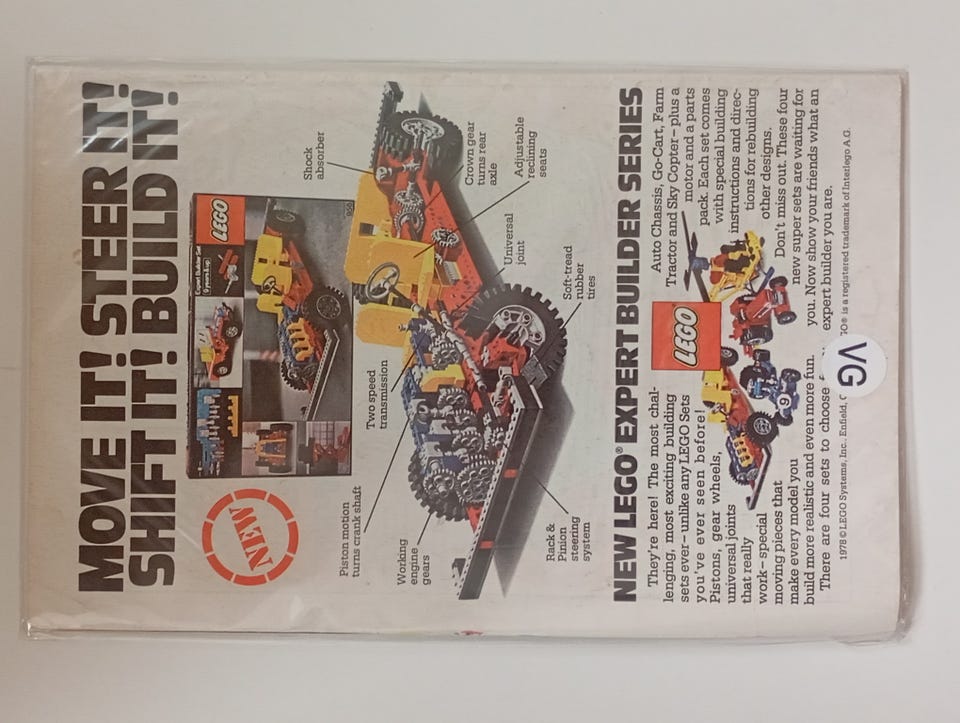 MOVE IT! STEER IT!
SHIFT IT! BUILD IT!
NEW
LEGO
Expert Builder Set
9 years & up
Shock
absorber
Crown gear
turns rear
axle
Adjustable
reclining
seats
Universal
joint
Soft-tread
rubber
tires
Two speed
transmission
Piston motion
turns crank shaft
Working
engine
gears
Rack &
Pinion
steering
system
NEW LEGO® EXPERT BUILDER SERIES
They're here! The most chal-
lenging, most exciting building
sets ever–unlike any LEGO Sets
you've ever seen before!
Pistons, gear wheels,
universal joints
that really
work–special
moving pieces that
make every model you
build more realistic and even more fun.
There are four sets to choose
LEGO
Auto Chassis, Go-Cart, Farm
Tractor and Sky Copter–plus a
motor and a parts
pack. Each set comes
with special building
instructions and direc-
tions for rebuilding
other designs.
Don't miss out. These four
new super sets are waiting for
you. Now show your friends what an
expert builder you are.
1978 © LEGO Systems, Inc., Enfield, GO® is a registered trademark of Interlego A.G.
VG